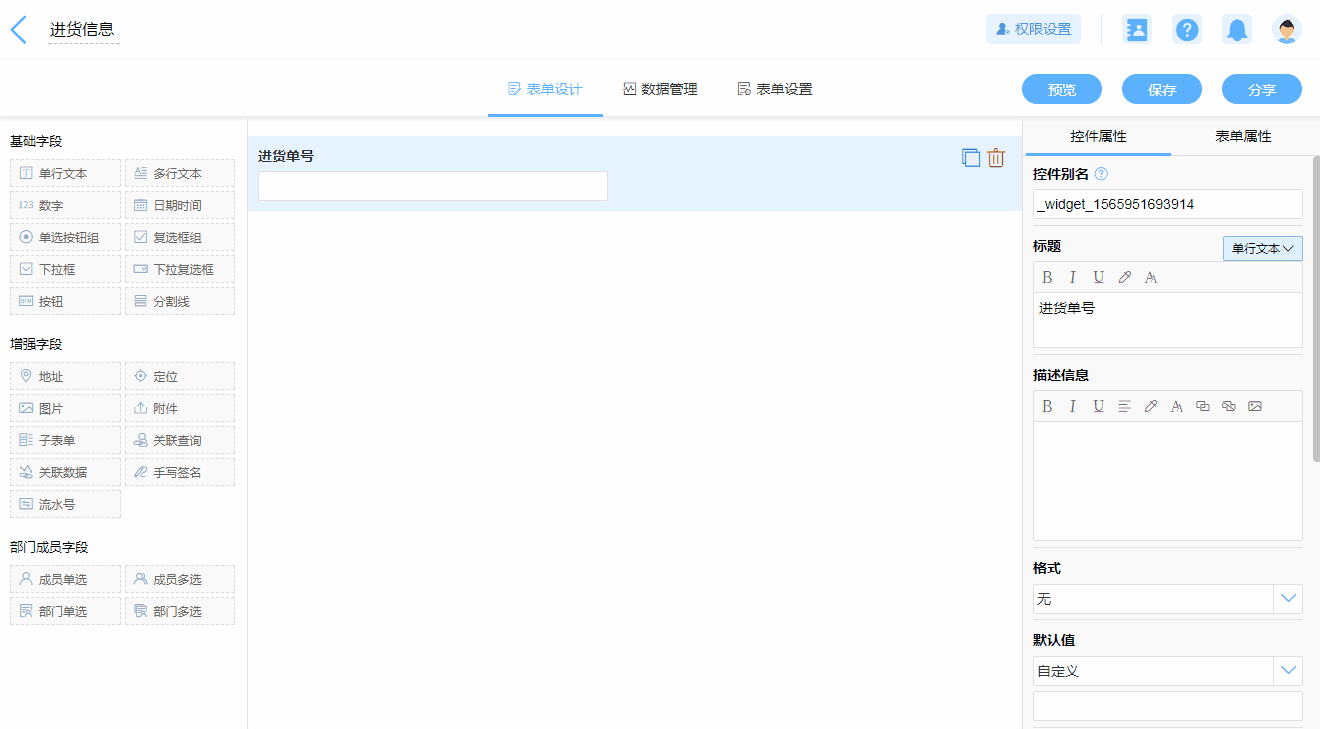 进货信息
权限设置
表单设计 数据管理 表单设置
预览 保存 分享
基础字段
单行文本 多行文本
123 数字 日期时间
单选按钮组 复选框组
下拉框 下拉复选框
按钮 分割线
增强字段
地址 定位
图片 附件
子表单 关联查询
关联数据 手写签名
流水号
部门成员字段
成员单选 成员多选
部门单选 部门多选
进货单号
控件属性 表单属性
控件别名 ?
_widget_1565951693914
标题 单行文本
B I U A
进货单号
描述信息
B I U A
格式
无
默认值
自定义